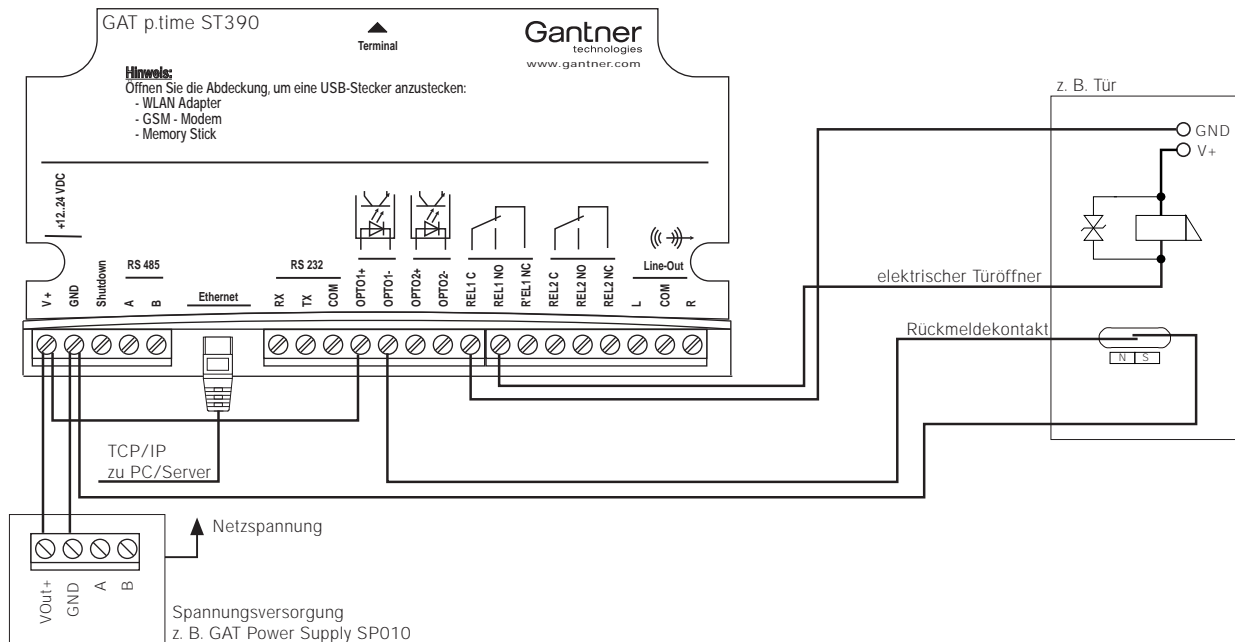 GAT p.time ST390
Terminal
Gantner
technologies
www.gantner.com
Hinweis:
Öffnen Sie die Abdeckung, um eine USB-Stecker anzustecken:
- WLAN Adapter
- GSM - Modem
- Memory Stick
z. B. Tür
GND
V+
+12..24 VDC
RS 485
RS 232
Line-Out
V +
GND
Shutdown
A
B
Ethernet
RX
TX
COM
OPTO1+
OPTO1-
OPTO2+
OPTO2-
REL1 C
REL1 NO
R'EL1 NC
REL2 C
REL2 NO
REL2 NC
L
COM
R
elektrischer Türöffner
Rückmeldekontakt
N S
TCP/IP
zu PC/Server
Netzspannung
VOut+
GND
A
B
Spannungsversorgung
z. B. GAT Power Supply SP010